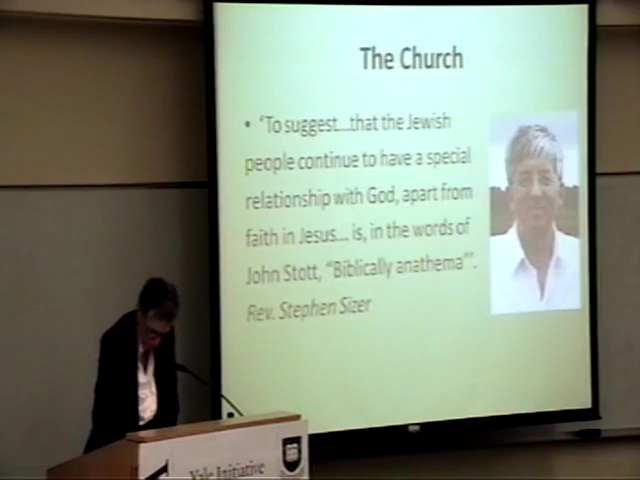 The Church
• 'To suggest...that the Jewish
people continue to have a special
relationship with God, apart from
faith in Jesus... is, in the words of
John Stott, "Biblically anathema"'.
Rev. Stephen Sizer
Yale Initiative